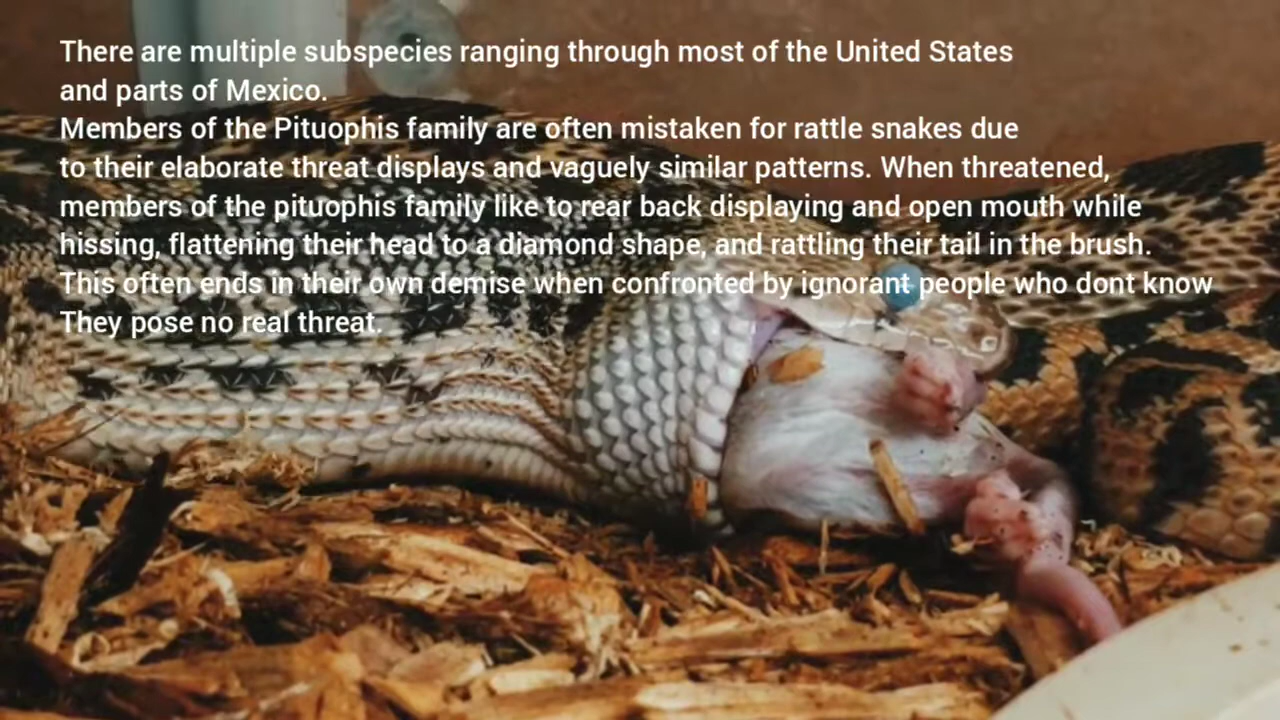 There are multiple subspecies ranging through most of the United States
and parts of Mexico.
Members of the Pituophis family are often mistaken for rattle snakes due
to their elaborate threat displays and vaguely similar patterns. When threatened,
members of the pituophis family like to rear back displaying and open mouth while
hissing, flattening their head to a diamond shape, and rattling their tail in the brush.
This often ends in their own demise when confronted by ignorant people who dont know
They pose no real threat.